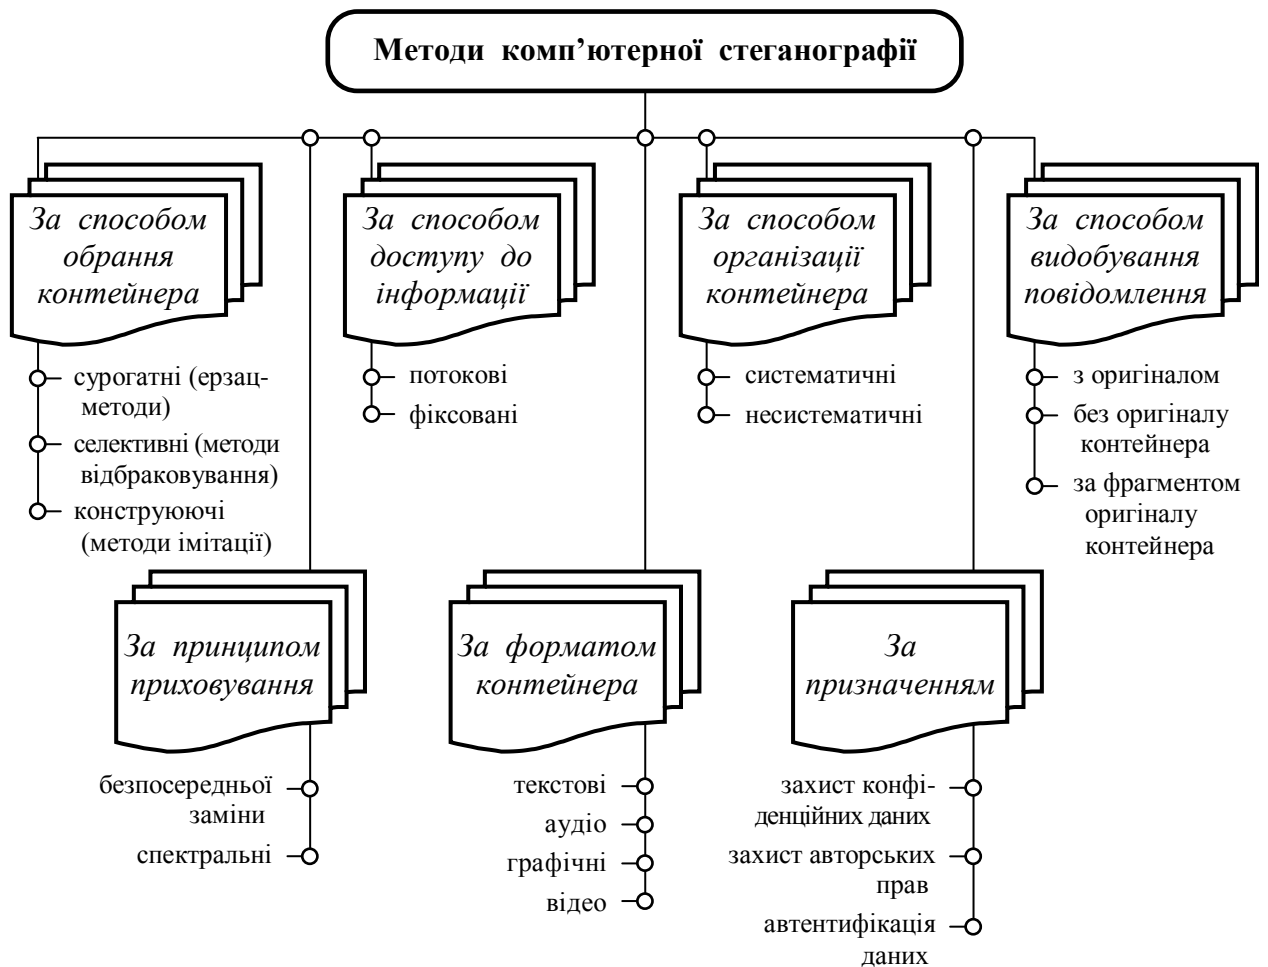 Методи комп’ютерної стеганографії
За способом
обрання
контейнера
сурогатні (ерзац-
методи)
селективні (методи
відбраковування)
конструюючі
(методи імітації)
За способом
доступу до
інформації
потокові
фіксовані
За способом
організації
контейнера
систематичні
несистематичні
За способом
видобування
повідомлення
з оригіналом
без оригіналу
контейнера
за фрагментом
оригіналу
контейнера
За принципом
приховування
безпосередньої
заміни
спектральні
За форматом
контейнера
текстові
аудіо
графічні
відео
За
призначенням
захист конфі-
денційних даних
захист авторських
прав
автентифікація
даних